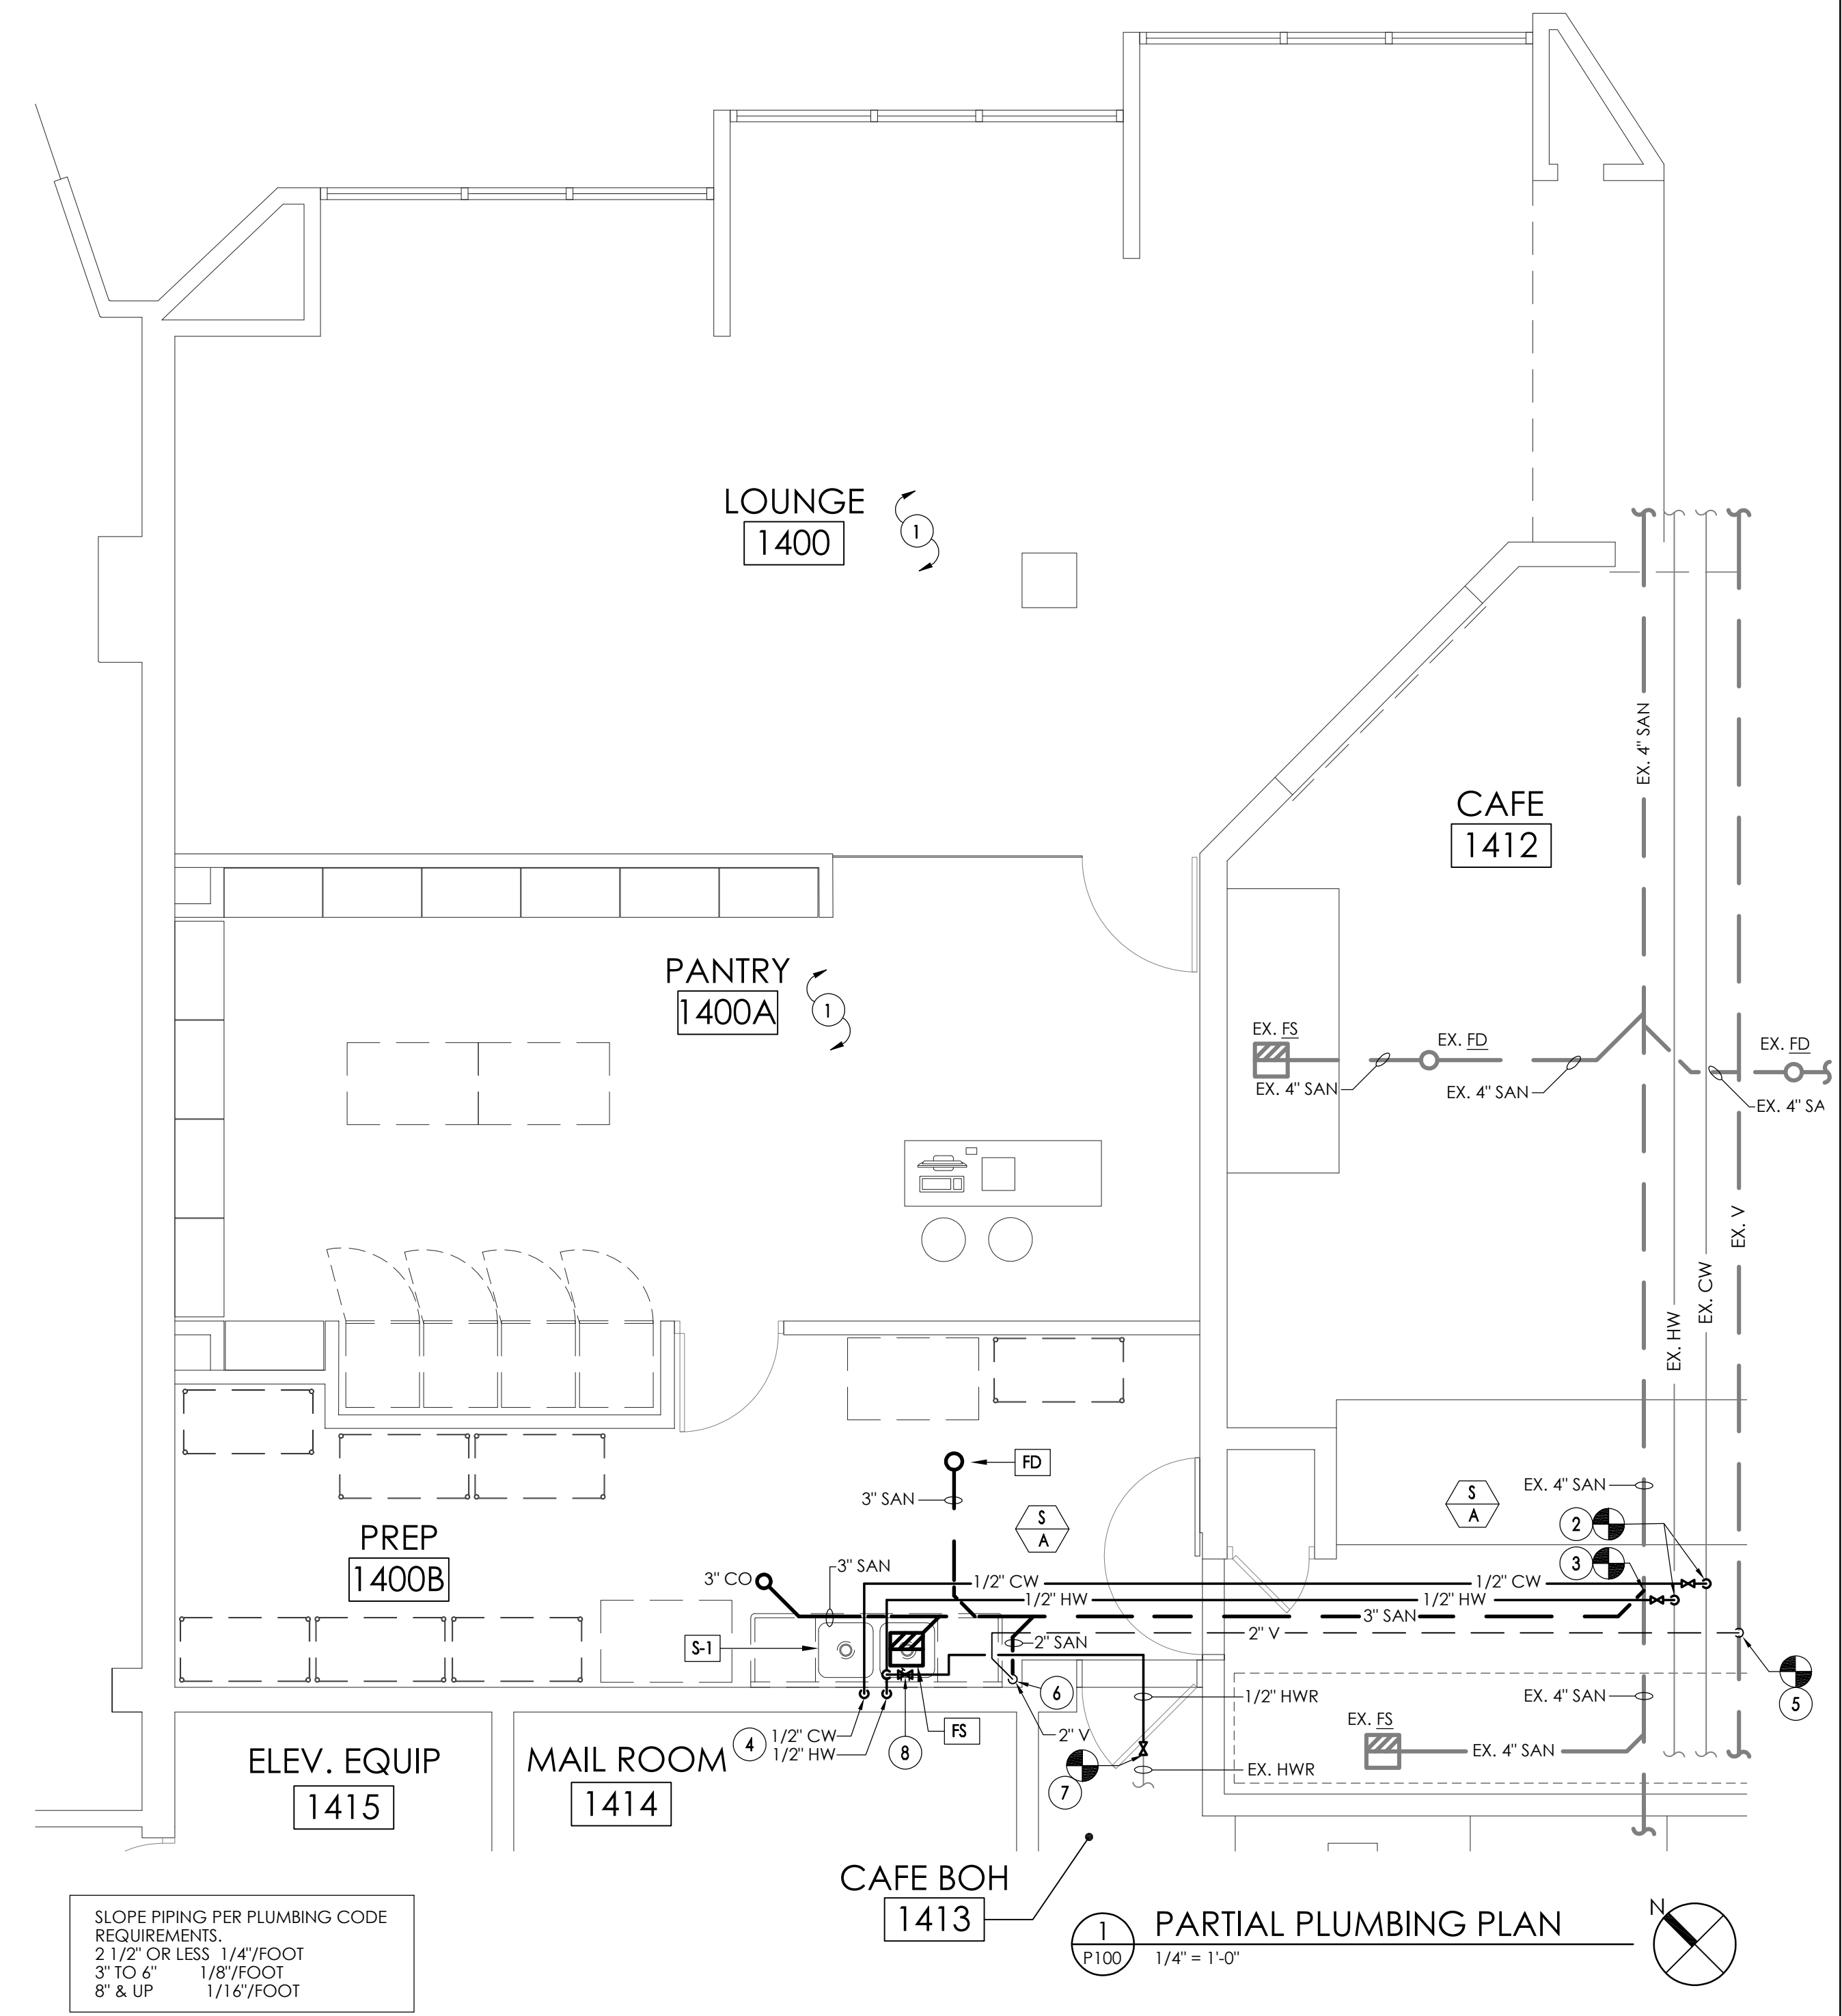 LOUNGE
1400
1
EX. 4" SAN
CAFE
1412
PANTRY
1400A
1
EX. FS
EX. FD
EX. FD
EX. 4" SAN
EX. 4" SAN
EX. 4" SA
EX. V
EX. CW
EX. HW
FD
3" SAN
S
A
S
A
EX. 4" SAN
2
3
PREP
1400B
3" CO
3" SAN
1/2" CW
1/2" CW
1/2" HW
1/2" HW
3" SAN
2" V
S-1
2" SAN
6
1/2" HWR
EX. 4" SAN
5
FS
2" V
EX. FS
4
1/2" CW
1/2" HW
8
EX. 4" SAN
EX. HWR
7
ELEV. EQUIP
1415
MAIL ROOM
1414
CAFE BOH
1413
SLOPE PIPING PER PLUMBING CODE
REQUIREMENTS.
2 1/2" OR LESS 1/4"/FOOT
3" TO 6" 1/8"/FOOT
8" & UP 1/16"/FOOT
1
P100
PARTIAL PLUMBING PLAN
1/4" = 1'-0"
N